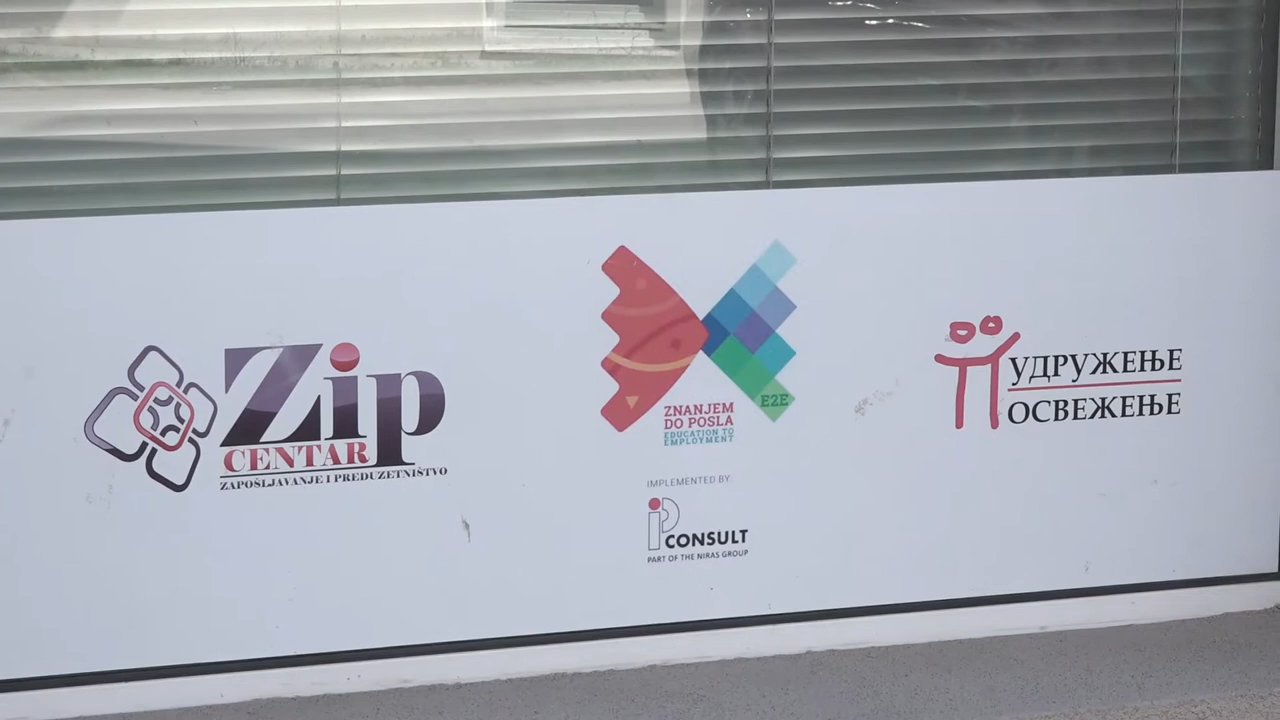 Zip
CENTAR
ZAPOŠLJAVANJE I PREDUZETNIŠTVO
E2E
ZNANJEM
DO POSLA
EDUCATION TO
EMPLOYMENT
IMPLEMENTED BY:
iP CONSULT
PART OF THE NIRAS GROUP
УДРУЖЕЊЕ
ОСВЕЖЕЊЕ